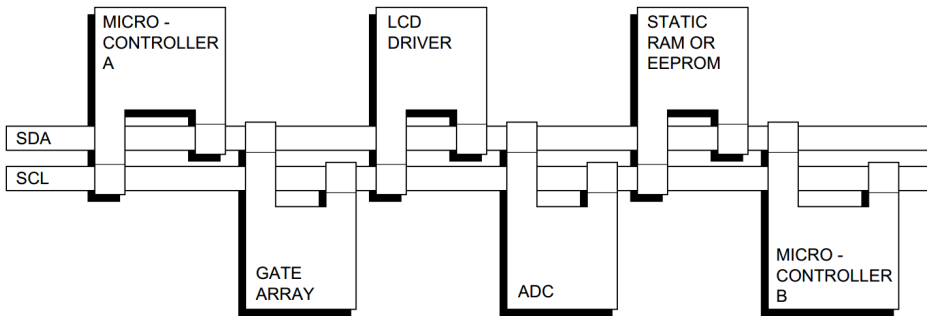 MICRO -
CONTROLLER
A
LCD
DRIVER
STATIC
RAM OR
EEPROM
SDA
SCL
GATE
ARRAY
ADC
MICRO -
CONTROLLER
B